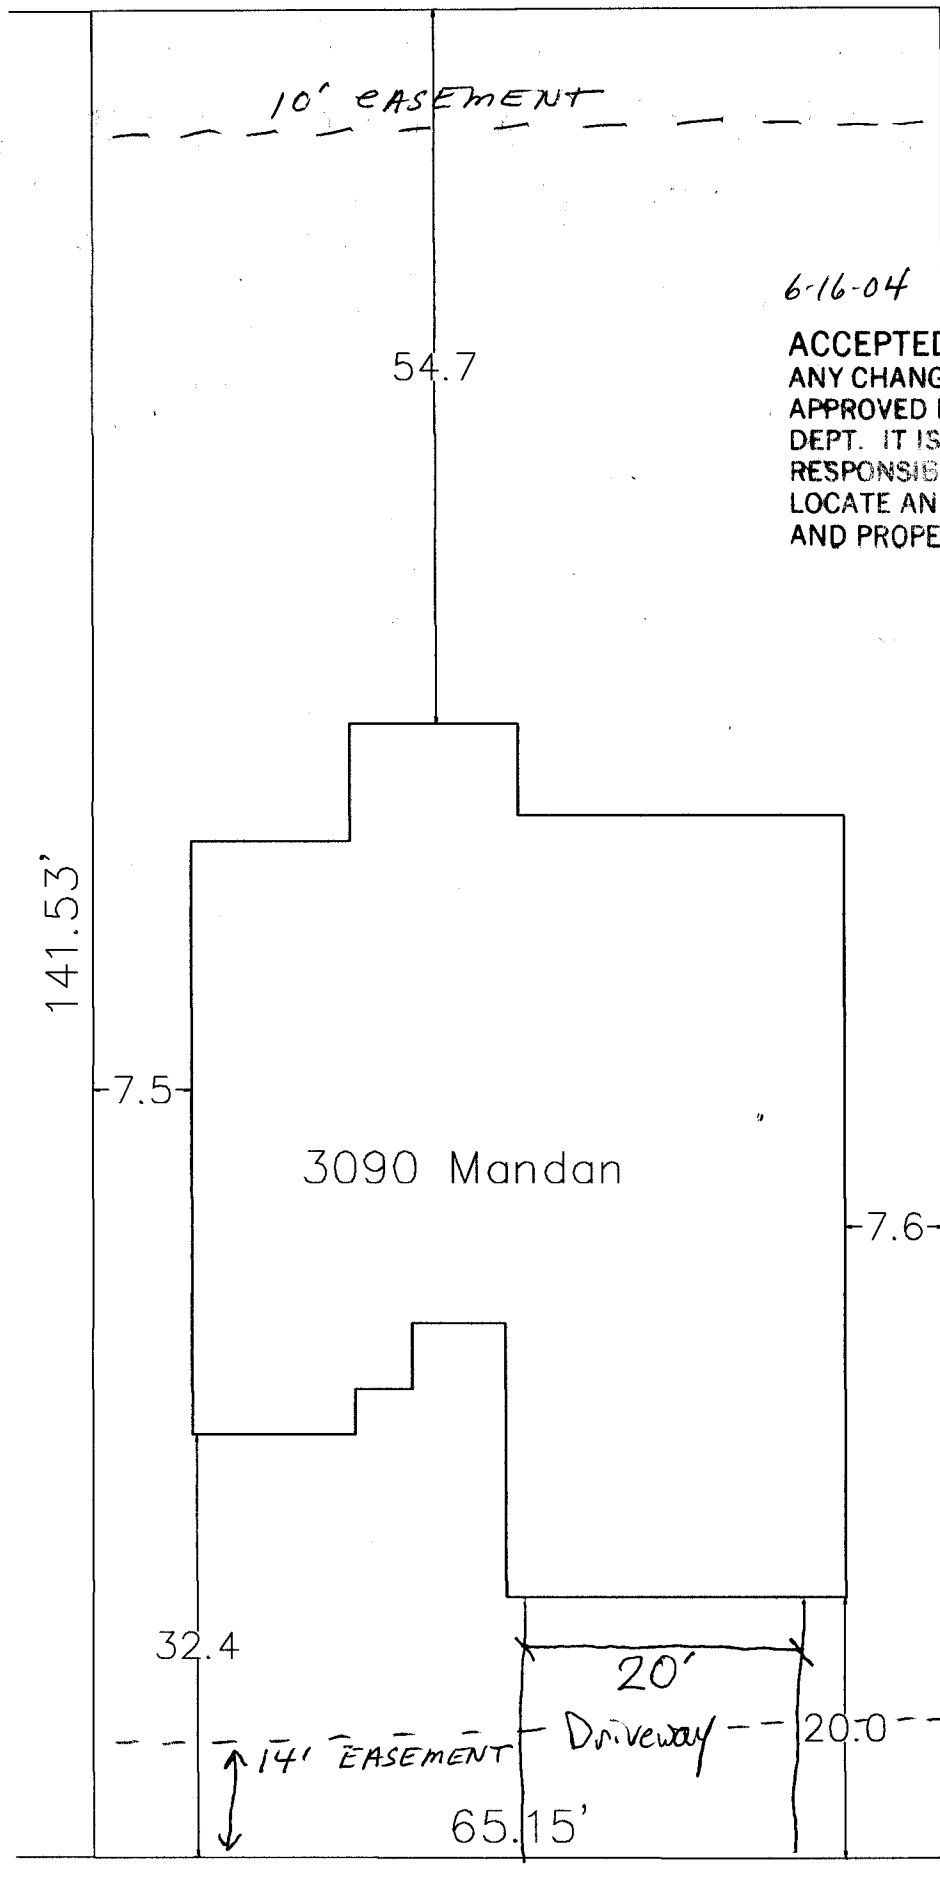 10' EASEMENT
6-16-04
54.7
ACCEPTED
ANY CHANG
APPROVED
DEPT. IT IS
RESPONSIB
LOCATE AN
AND PROPE
141.53'
7.5
3090 Mandan
7.6
32.4
20'
Driveway
20.0
14' EASEMENT
65.15'